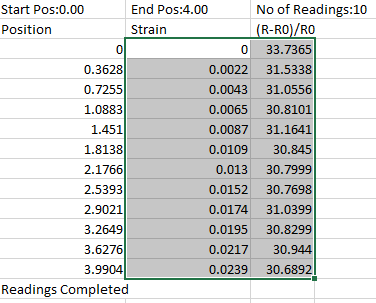 Start Pos:0.00 End Pos:4.00 No of Readings:10
Position Strain (R-R0)/R0
0 0 33.7365
0.3628 0.0022 31.5338
0.7255 0.0043 31.0556
1.0883 0.0065 30.8101
1.451 0.0087 31.1641
1.8138 0.0109 30.845
2.1766 0.013 30.7999
2.5393 0.0152 30.7698
2.9021 0.0174 31.0399
3.2649 0.0195 30.8299
3.6276 0.0217 30.944
3.9904 0.0239 30.6892
Readings Completed